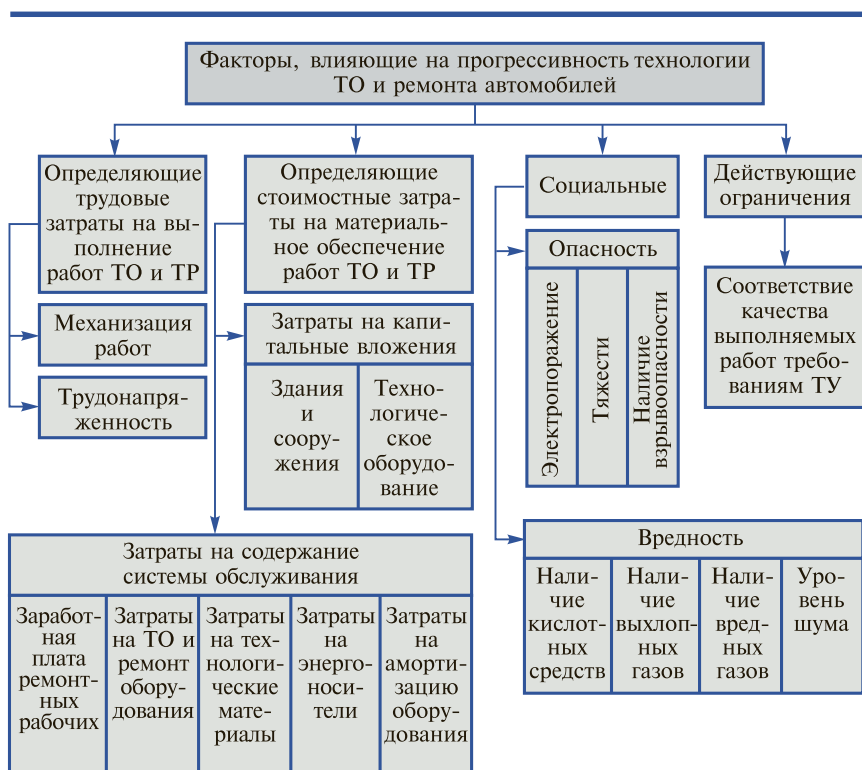 Факторы, влияющие на прогрессивность технологии
ТО и ремонта автомобилей
Определяющие
трудовые
затраты на вы-
полнение
работ ТО и ТР
Механизация
работ
Трудонапря-
женность
Определяющие
стоимостные затра-
ты на материаль-
ное обеспечение
работ ТО и ТР
Затраты на капи-
тальные вложения
Здания
и
соору-
жения
Техно-
логиче-
ское
оборудо-
вание
Затраты на содержание
системы обслуживания
Заработ-
ная
плата
ремонт-
ных
рабочих
Затраты
на ТО и
ремонт
обору-
дования
Затраты
на тех-
нологи-
ческие
мате-
риалы
Затраты
на
энерго-
носи-
тели
Затраты
на
аморти-
зацию
обору-
дования
Социальные
Опасность
Электропоражение
Тяжести
Наличие
взрывоопасности
Вредность
Нали-
чие
кислот-
ных
средств
Нали-
чие
выхлоп-
ных
газов
Нали-
чие
вред-
ных
газов
Уро-
вень
шума
Действующие
ограничения
Соответствие
качества
выполняемых
работ требо-
ваниям ТУ